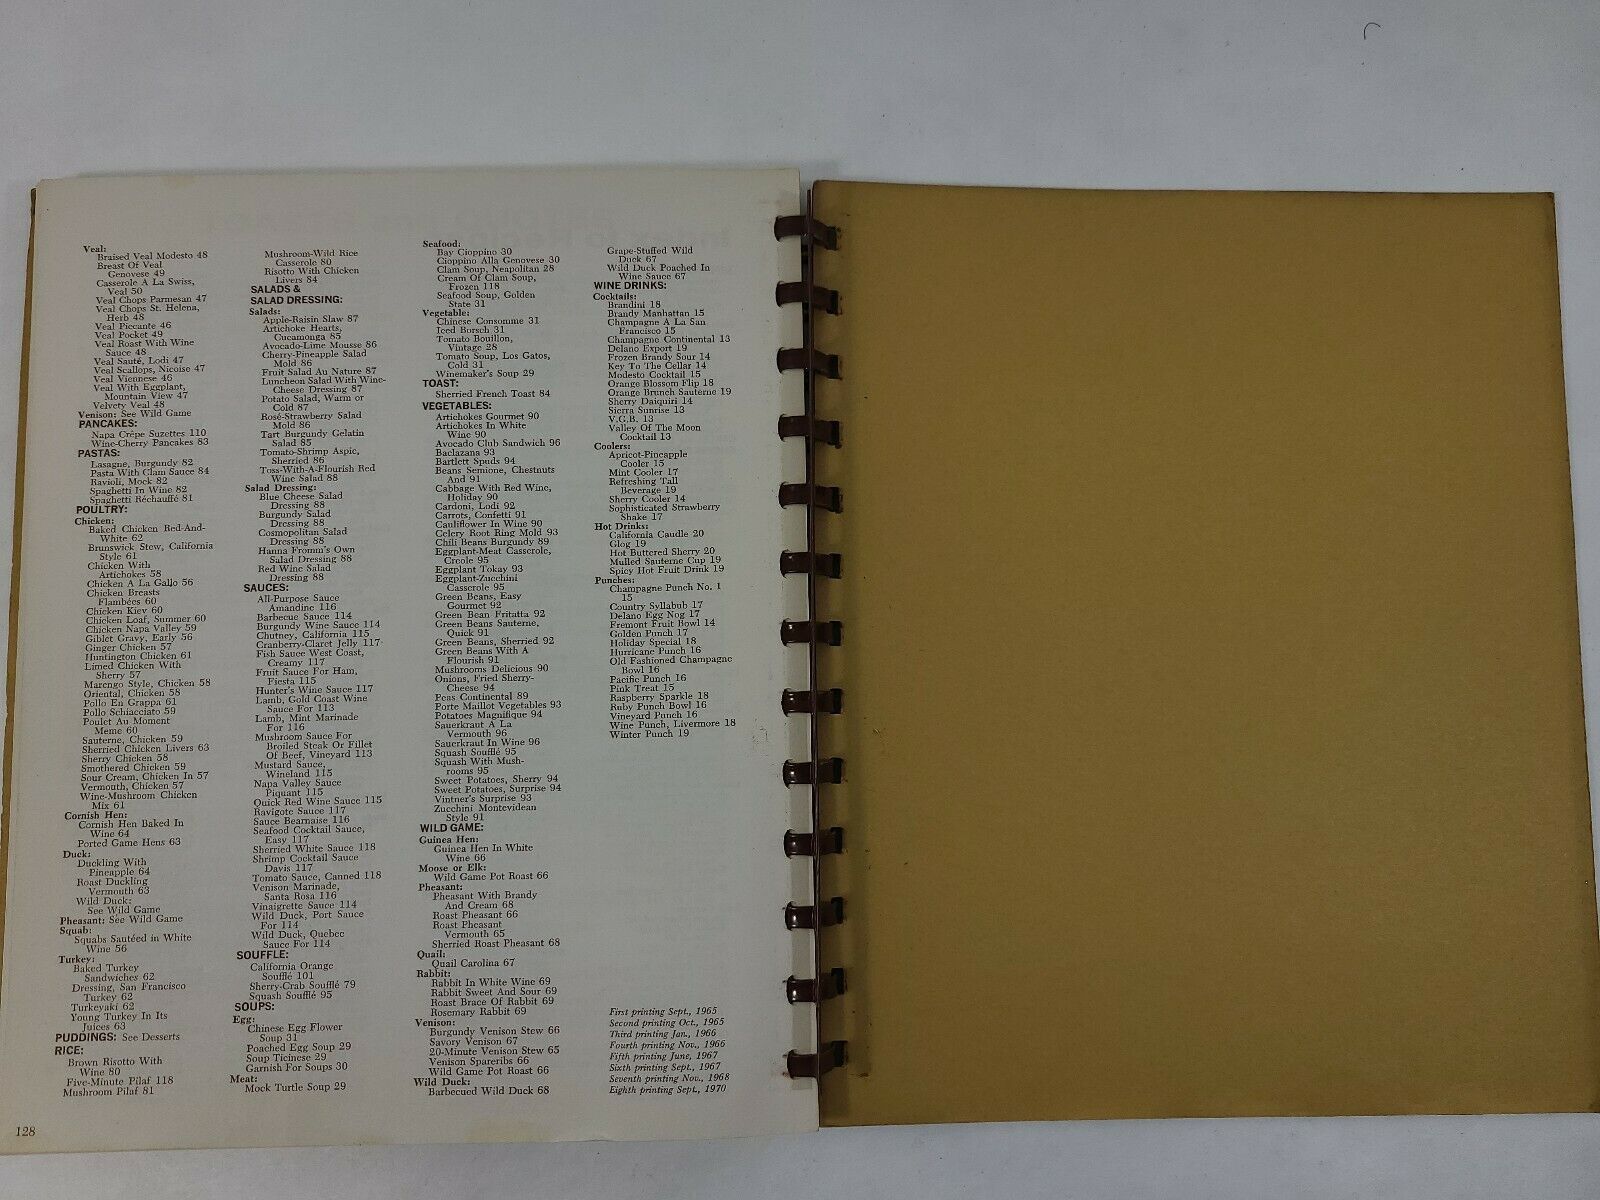 Veal:
Braised Veal Modesto 48
Breast Of Veal
Genovese 49
Casserole A La Swiss,
Veal 50
Veal Chops Parmesan 47
Veal Chops St. Helena,
Herb 48
Veal Piccante 46
Veal Pocket 49
Veal Roast With Wine
Sauce 48
Veal Sauté, Lodi 47
Veal Scallops, Nicoise 47
Veal Viennese 46
Veal With Eggplant,
Mountain View 47
Velvety Veal 48
Venison: See Wild Game
PANCAKES:
Napa Crêpe Suzettes 110
Wine-Cherry Pancakes 83
PASTAS:
Lasagne, Burgundy 82
Pasta With Clam Sauce 84
Ravioli, Mock 82
Spaghetti In Wine 82
Spaghetti Réchauffé 81
POULTRY:
Chicken:
Baked Chicken Red-And-
White 62
Brunswick Stew, California
Style 61
Chicken With
Artichokes 58
Chicken A La Gallo 56
Chicken Breasts
Flambées 60
Chicken Kiev 60
Chicken Loaf, Summer 60
Chicken Napa Valley 59
Giblet Gravy, Early 56
Ginger Chicken 57
Huntington Chicken 61
Limed Chicken With
Sherry 57
Marengo Style, Chicken 58
Oriental, Chicken 58
Pollo En Grappa 61
Pollo Schiacciato 59
Poulet Au Moment
Meme 60
Sauterne, Chicken 59
Sherried Chicken Livers 63
Sherry Chicken 58
Smothered Chicken 59
Sour Cream, Chicken In 57
Vermouth, Chicken 57
Wine-Mushroom Chicken
Mix 61
Cornish Hen:
Cornish Hen Baked In
Wine 64
Ported Game Hens 63
Duck:
Duckling With
Pineapple 64
Roast Duckling
Vermouth 63
Wild Duck:
See Wild Game
Pheasant: See Wild Game
Squab:
Squabs Sautéed in White
Wine 56
Turkey:
Baked Turkey
Sandwiches 62
Dressing, San Francisco
Turkey 62
Turkeyaki 62
Young Turkey In Its
Juices 63
PUDDINGS: See Desserts
RICE:
Brown Risotto With
Wine 80
Five-Minute Pilaf 118
Mushroom Pilaf 81
128
Mushroom-Wild Rice
Casserole 80
Risotto With Chicken
Livers 84
SALADS &
SALAD DRESSING:
Salads:
Apple-Raisin Slaw 87
Artichoke Hearts,
Cucamonga 85
Avocado-Lime Mousse 86
Cherry-Pineapple Salad
Mold 86
Fruit Salad Au Nature 87
Luncheon Salad With Wine-
Cheese Dressing 87
Potato Salad, Warm or
Cold 87
Rosé-Strawberry Salad
Mold 86
Tart Burgundy Gelatin
Salad 85
Tomato-Shrimp Aspic,
Sherried 86
Toss-With-A-Flourish Red
Wine Salad 88
Salad Dressing:
Blue Cheese Salad
Dressing 88
Burgundy Salad
Dressing 88
Cosmopolitan Salad
Dressing 88
Hanna Fromm's Own
Salad Dressing 88
Red Wine Salad
Dressing 88
SAUCES:
All-Purpose Sauce
Amandine 116
Barbecue Sauce 114
Burgundy Wine Sauce 114
Chutney, California 115
Cranberry-Claret Jelly 117
Fish Sauce West Coast,
Creamy 117
Fruit Sauce For Ham,
Fiesta 115
Hunter's Wine Sauce 117
Lamb, Gold Coast Wine
Sauce For 113
Lamb, Mint Marinade
For 116
Mushroom Sauce For
Broiled Steak Or Fillet
Of Beef, Vineyard 113
Mustard Sauce,
Wineland 115
Napa Valley Sauce
Piquant 115
Quick Red Wine Sauce 115
Ravigote Sauce 117
Sauce Bearnaise 116
Seafood Cocktail Sauce,
Easy 117
Sherried White Sauce 118
Shrimp Cocktail Sauce
Davis 117
Tomato Sauce, Canned 118
Venison Marinade,
Santa Rosa 116
Vinaigrette Sauce 114
Wild Duck, Port Sauce
For 114
Wild Duck, Quebec
Sauce For 114
SOUFFLE:
California Orange
Soufflé 101
Sherry-Crab Soufflé 79
Squash Soufflé 95
SOUPS:
Egg:
Chinese Egg Flower
Soup 31
Poached Egg Soup 29
Soup Ticinese 29
Garnish For Soups 30
Meat:
Mock Turtle Soup 29
Seafood:
Bay Cioppino 30
Cioppino Alla Genovese 30
Clam Soup, Neapolitan 28
Cream Of Clam Soup,
Frozen 118
Seafood Soup, Golden
State 31
Vegetable:
Chinese Consomme 31
Iced Borsch 31
Tomato Bouillon,
Vintage 28
Tomato Soup, Los Gatos,
Cold 31
Winemaker's Soup 29
TOAST:
Sherried French Toast 84
VEGETABLES:
Artichokes Gourmet 90
Artichokes In White
Wine 90
Avocado Club Sandwich 96
Baclazana 93
Bartlett Spuds 94
Beans Semione, Chestnuts
And 91
Cabbage With Red Wine,
Holiday 90
Cardoni, Lodi 92
Carrots, Confetti 91
Cauliflower In Wine 90
Celery Root Ring Mold 93
Chili Beans Burgundy 89
Eggplant-Meat Casserole,
Creole 95
Eggplant Tokay 93
Eggplant-Zucchini
Casserole 95
Green Beans, Easy
Gourmet 92
Green Bean Fritatta 92
Green Beans Sauterne,
Quick 91
Green Beans, Sherried 92
Green Beans With A
Flourish 91
Mushrooms Delicious 90
Onions, Fried Sherry-
Cheese 94
Peas Continental 89
Porte Maillot Vegetables 93
Potatoes Magnifique 94
Sauerkraut A La
Vermouth 96
Sauerkraut In Wine 96
Squash Soufflé 95
Squash With Mush-
rooms 95
Sweet Potatoes, Sherry 94
Sweet Potatoes, Surprise 94
Vintner's Surprise 93
Zucchini Montevidean
Style 91
WILD GAME:
Guinea Hen:
Guinea Hen In White
Wine 66
Moose or Elk:
Wild Game Pot Roast 66
Pheasant:
Pheasant With Brandy
And Cream 68
Roast Pheasant 66
Roast Pheasant
Vermouth 65
Sherried Roast Pheasant 68
Quail:
Quail Carolina 67
Rabbit:
Rabbit In White Wine 69
Rabbit Sweet And Sour 69
Roast Brace Of Rabbit 69
Rosemary Rabbit 69
Venison:
Burgundy Venison Stew 66
Savory Venison 67
20-Minute Venison Stew 65
Venison Spareribs 66
Wild Game Pot Roast 66
Wild Duck:
Barbecued Wild Duck 68
Grape-Stuffed Wild
Duck 67
Wild Duck Poached In
Wine Sauce 67
WINE DRINKS:
Cocktails:
Brandini 18
Brandy Manhattan 15
Champagne A La San
Francisco 15
Champagne Continental 13
Delano Export 19
Frozen Brandy Sour 14
Key To The Cellar 14
Modesto Cocktail 15
Orange Blossom Flip 18
Orange Brunch Sauterne 19
Sherry Daiquiri 14
Sierra Sunrise 13
V.G.B. 13
Valley Of The Moon
Cocktail 13
Coolers:
Apricot-Pineapple
Cooler 15
Mint Cooler 17
Refreshing Tall
Beverage 19
Sherry Cooler 14
Sophisticated Strawberry
Shake 17
Hot Drinks:
California Caudle 20
Glog 19
Hot Buttered Sherry 20
Mulled Sauterne Cup 19
Spicy Hot Fruit Drink 19
Punches:
Champagne Punch No. 1
15
Country Syllabub 17
Delano Egg Nog 17
Fremont Fruit Bowl 14
Golden Punch 17
Holiday Special 18
Hurricane Punch 16
Old Fashioned Champagne
Bowl 16
Pacific Punch 16
Pink Treat 15
Raspberry Sparkle 18
Ruby Punch Bowl 16
Vineyard Punch 16
Wine Punch, Livermore 18
Winter Punch 19
First printing Sept., 1965
Second printing Oct., 1965
Third printing Jan., 1966
Fourth printing Nov., 1966
Fifth printing June, 1967
Sixth printing Sept., 1967
Seventh printing Nov., 1968
Eighth printing Sept., 1970